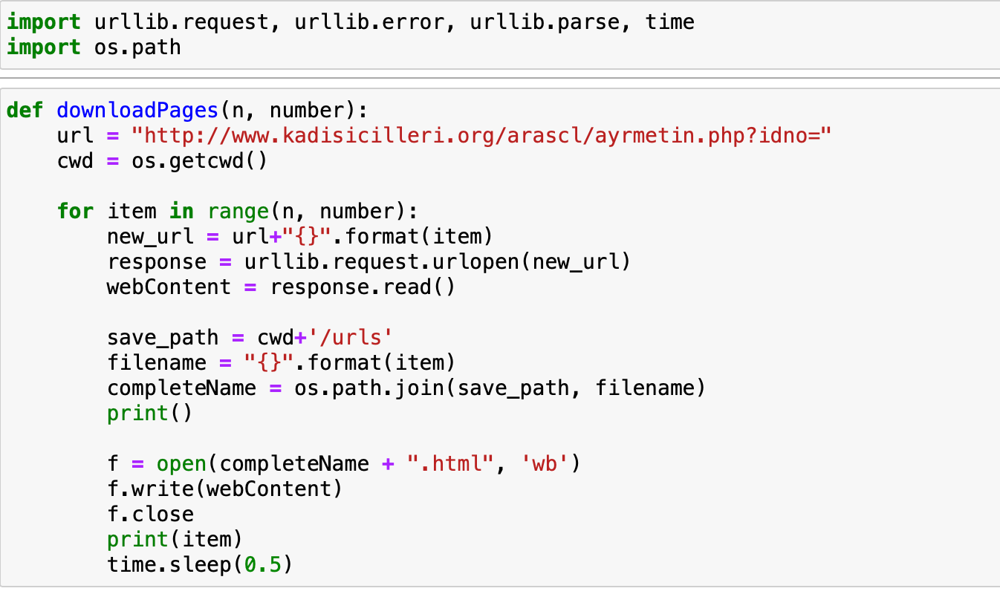 import urllib.request, urllib.error, urllib.parse, time
import os.path
def downloadPages(n, number):
    url = "http://www.kadisicilleri.org/arascl/ayrmetin.php?idno="
    cwd = os.getcwd()
    for item in range(n, number):
        new_url = url+"{}".format(item)
        response = urllib.request.urlopen(new_url)
        webContent = response.read()
        save_path = cwd+'/urls'
        filename = "{}".format(item)
        completeName = os.path.join(save_path, filename)
        print()
        f = open(completeName + ".html", 'wb')
        f.write(webContent)
        f.close
        print(item)
        time.sleep(0.5)